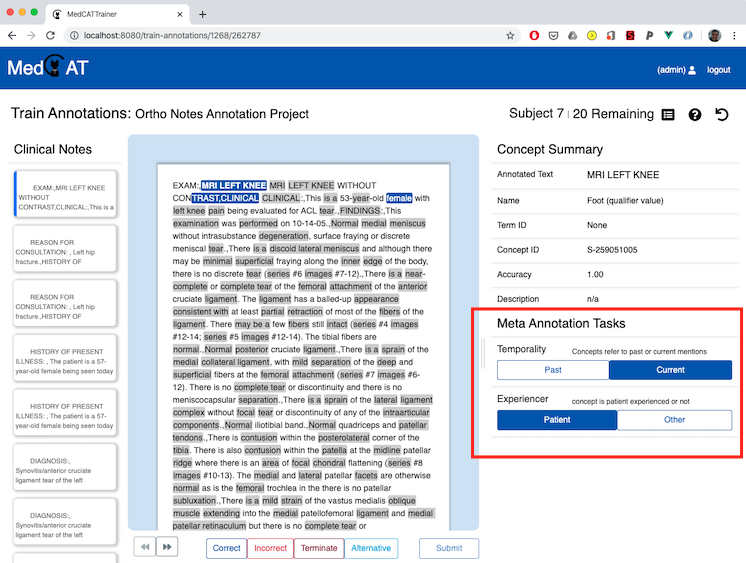 MedCATTrainer
localhost:8080/train-annotations/1268/262787
MedCAT
(admin) logout
Train Annotations: Ortho Notes Annotation Project
Subject 7 | 20 Remaining
Clinical Notes
EXAM:,MRI LEFT KNEE
WITHOUT
CONTRAST,CLINICAL:,This is a
REASON FOR
CONSULTATION: , Left hip
fracture.,HISTORY OF
REASON FOR
CONSULTATION: , Left hip
fracture.,HISTORY OF
HISTORY OF PRESENT
ILLNESS: , The patient is a 57-
year-old female being seen today
HISTORY OF PRESENT
ILLNESS: , The patient is a 57-
year-old female being seen today
DIAGNOSIS:,
Synovitis/anterior cruciate
ligament tear of the left
DIAGNOSIS:,
Synovitis/anterior cruciate
ligament tear of the left
EXAM:,MRI LEFT KNEE MRI LEFT KNEE WITHOUT
CONTRAST,CLINICAL CLINICAL:,This is a 53-year-old female with
left knee pain being evaluated for ACL tear.,FINDINGS:,This
examination was performed on 10-14-05.,Normal medial meniscus
without intrasubstance degeneration, surface fraying or discrete
meniscal tear.,There is a discoid lateral meniscus and although there
may be minimal superficial fraying along the inner edge of the body,
there is no discrete tear (series #6 images #7-12).,There is a near-
complete or complete tear of the femoral attachment of the anterior
cruciate ligament. The ligament has a balled-up appearance
consistent with at least partial retraction of most of the fibers of the
ligament. There may be a few fibers still intact (series #4 images
#12-14; series #5 images #12-14). The tibial fibers are
normal.,Normal posterior cruciate ligament.,There is a sprain of the
medial collateral ligament, with mild separation of the deep and
superficial fibers at the femoral attachment (series #7 images #6-
12). There is no complete tear or discontinuity and there is no
meniscocapsular separation.,There is a sprain of the lateral ligament
complex without focal tear or discontinuity of any of the intraarticular
components.,Normal iliotibial band.,Normal quadriceps and patellar
tendons.,There is contusion within the posterolateral corner of the
tibia. There is also contusion within the patella at the midline patellar
ridge where there is an area of focal chondral flattening (series #8
images #10-13). The medial and lateral patellar facets are otherwise
normal as is the femoral trochlea in the there is no patellar
subluxation.,There is a mild strain of the vastus medialis oblique
muscle extending into the medial patellofemoral ligament and medial
patellar retinaculum but there is no complete tear or
Correct Incorrect Terminate Alternative Submit
Concept Summary
Annotated Text MRI LEFT KNEE
Name Foot (qualifier value)
Term ID None
Concept ID S-259051005
Accuracy 1.00
Description n/a
Meta Annotation Tasks
Temporality Concepts refer to past or current mentions
Past Current
Experiencer concept is patient experienced or not
Patient Other